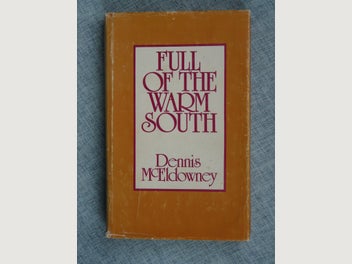 FULL
OF THE
WARM
SOUTH
Dennis
McEldowney